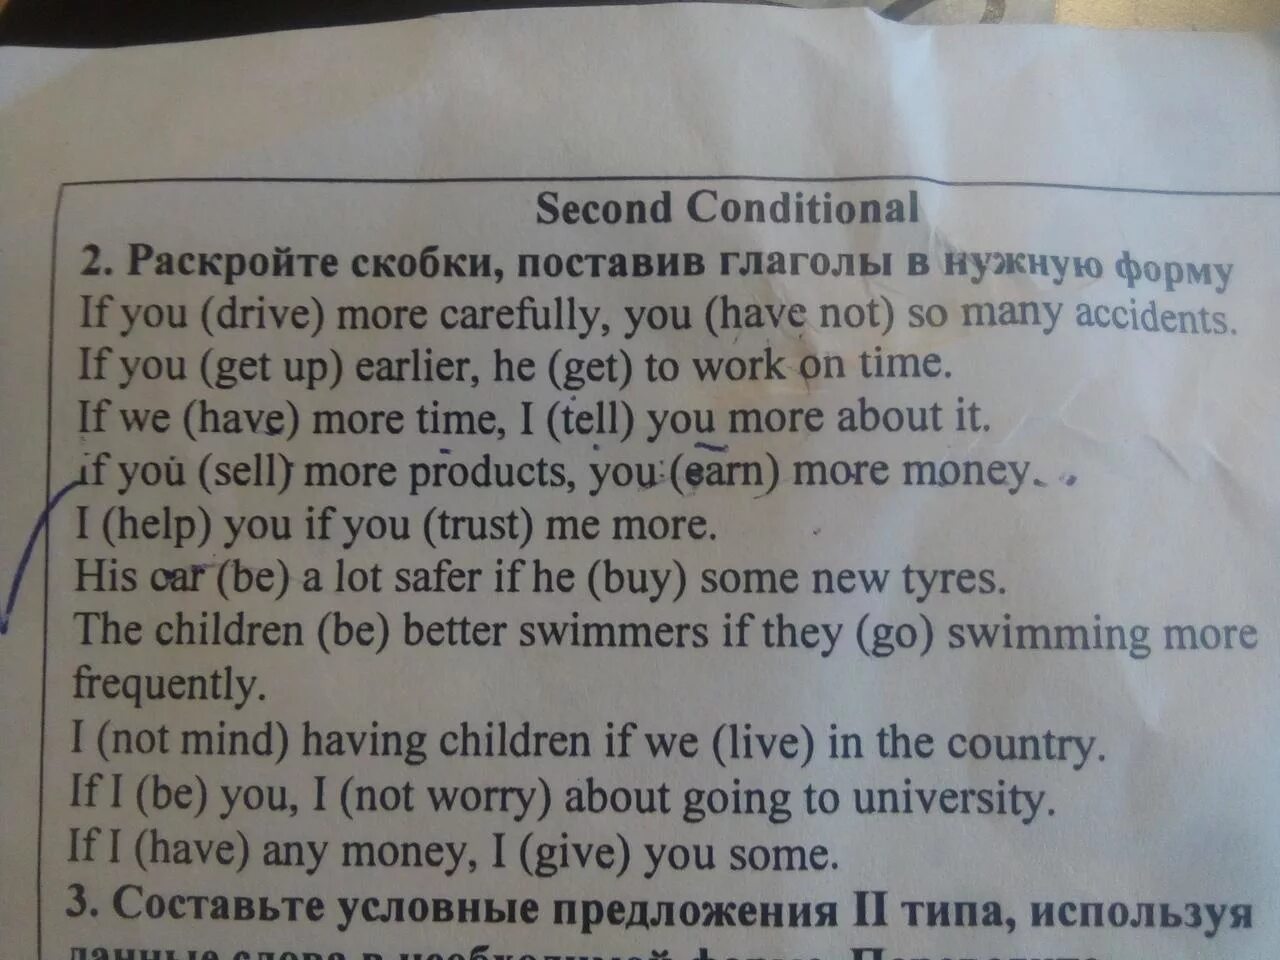 Second Conditional
2. Раскройте скобки, поставив глаголы в нужную форму
If you (drive) more carefully, you (have not) so many accidents.
If you (get up) earlier, he (get) to work on time.
If we (have) more time, I (tell) you more about it.
if you (sell) more products, you (earn) more money.
I (help) you if you (trust) me more.
His car (be) a lot safer if he (buy) some new tyres.
The children (be) better swimmers if they (go) swimming more
frequently.
I (not mind) having children if we (live) in the country.
If I (be) you, I (not worry) about going to university.
If I (have) any money, I (give) you some.
3. Составьте условные предложения II типа, используя
данные слова в необходимой форме. Переведите